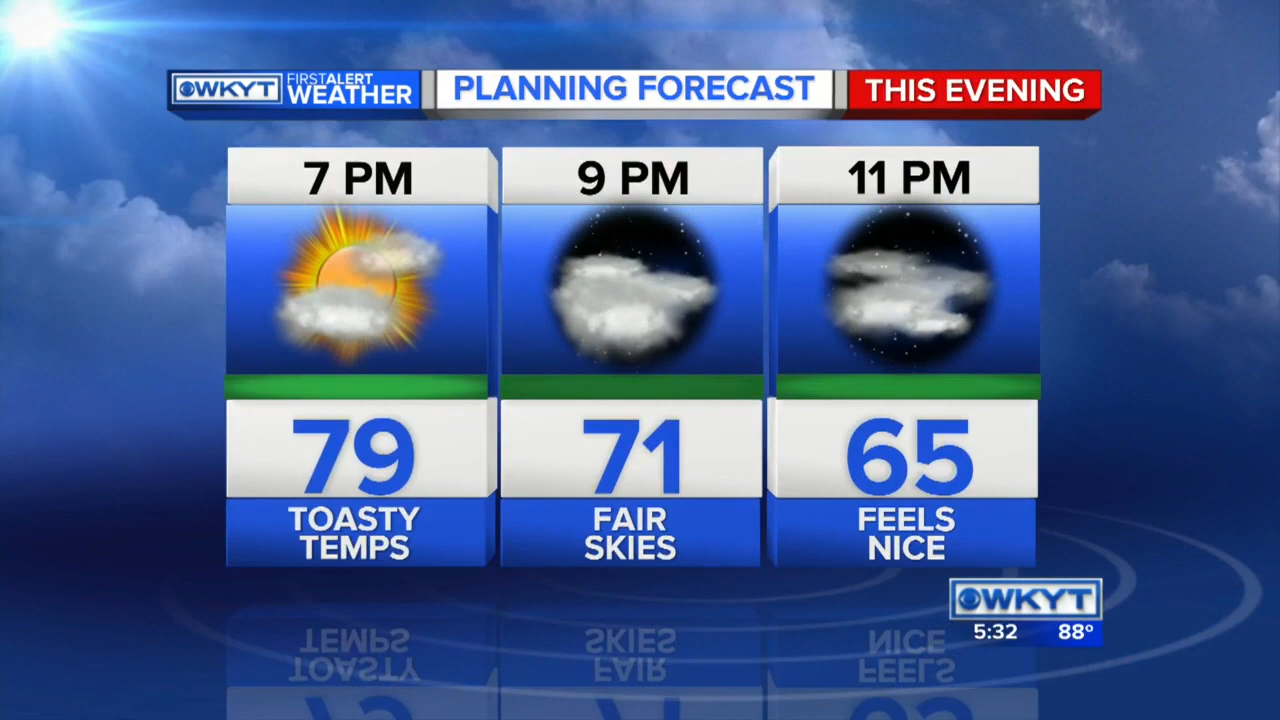 WKYT FIRST ALERT WEATHER PLANNING FORECAST THIS EVENING
7 PM 9 PM 11 PM
79 71 65
TOASTY TEMPS
FAIR SKIES
FEELS NICE
WKYT
5:32 88°